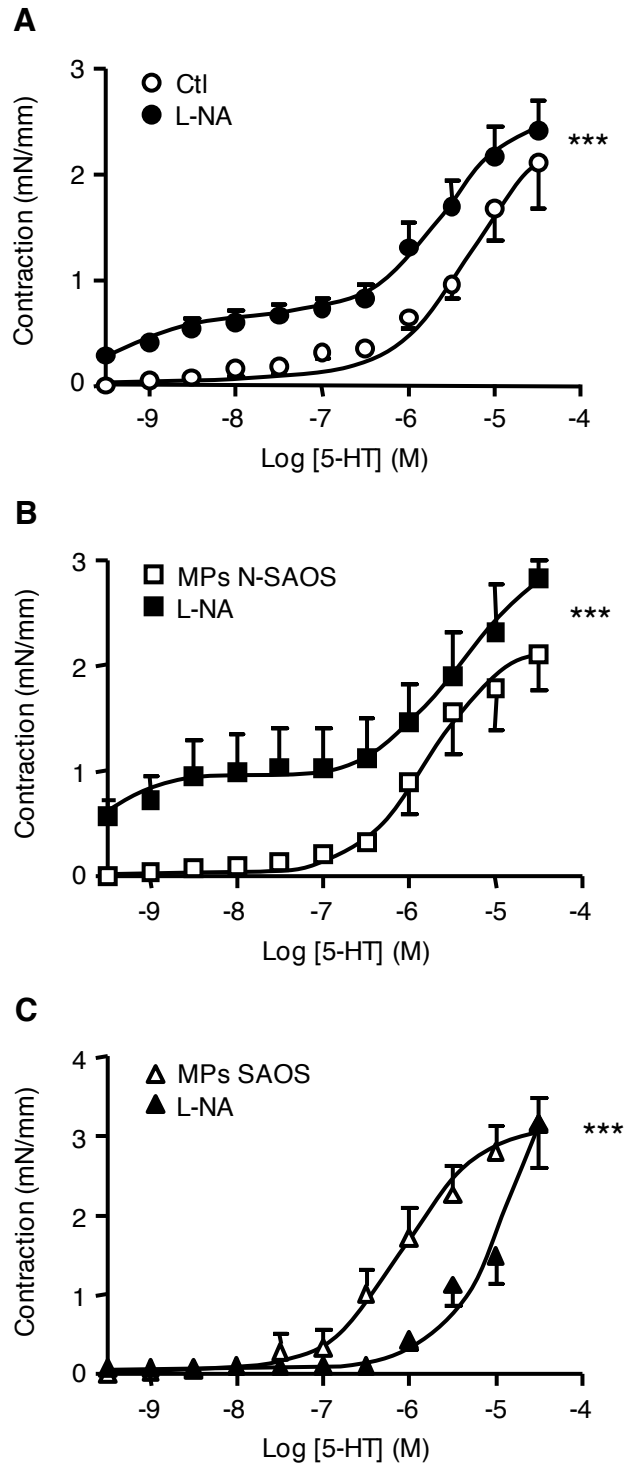 A
Contraction (mN/mm)
3
2
1
0
Ctl
L-NA
***
-9 -8 -7 -6 -5 -4
Log [5-HT] (M)
B
Contraction (mN/mm)
3
2
1
0
MPs N-SAOS
L-NA
***
-9 -8 -7 -6 -5 -4
Log [5-HT] (M)
C
Contraction (mN/mm)
4
3
2
1
0
MPs SAOS
L-NA
***
-9 -8 -7 -6 -5 -4
Log [5-HT] (M)